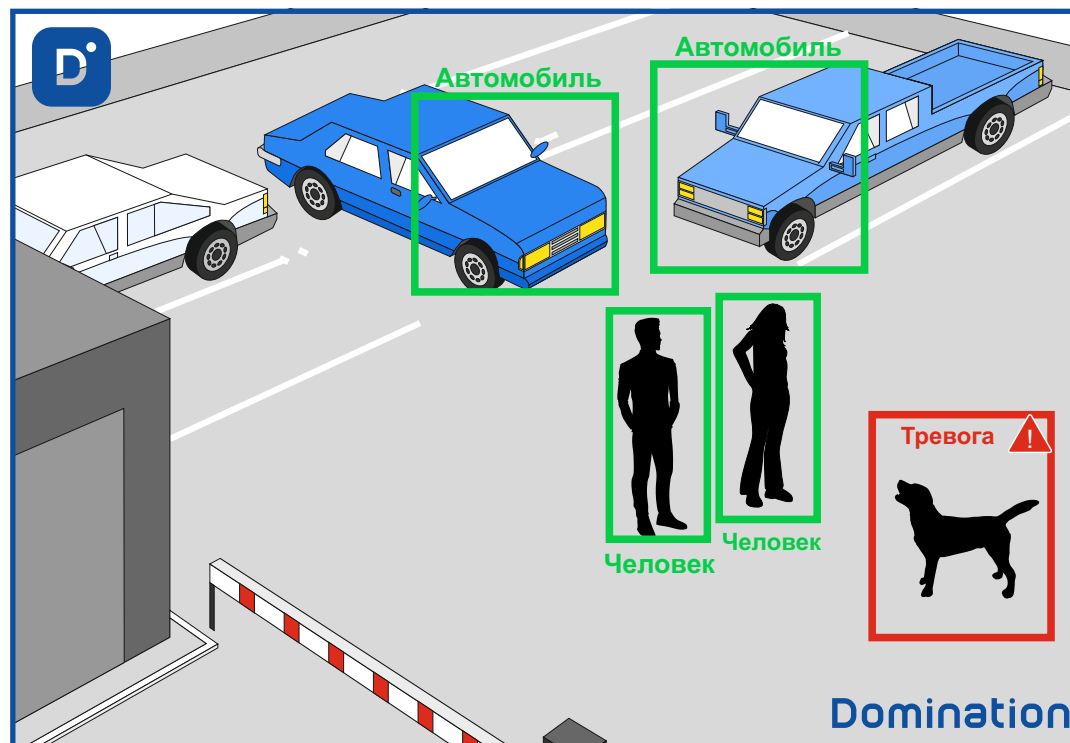 D
Автомобиль
Автомобиль
Человек
Человек
Тревога
!
Domination